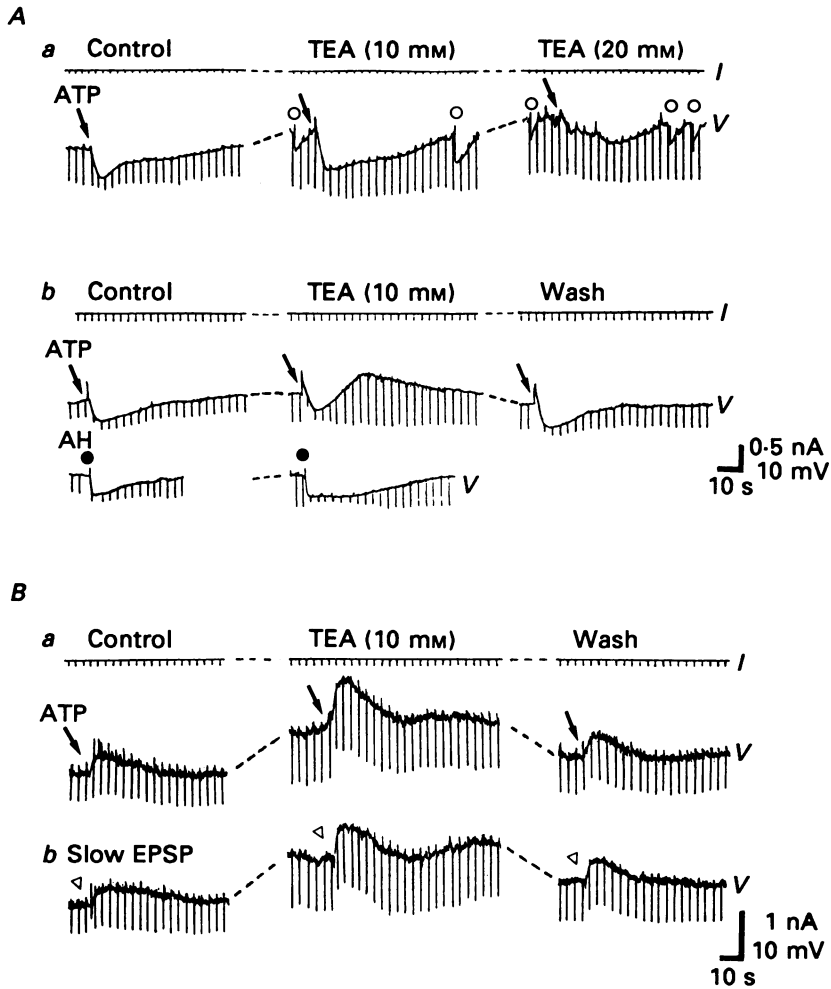 A
a Control TEA (10 mM) TEA (20 mM)
I
ATP
V
b Control TEA (10 mM) Wash
I
ATP
V
AH
V
0·5 nA
10 mV
10 s
B
a Control TEA (10 mM) Wash
I
ATP
V
b Slow EPSP
V
1 nA
10 mV
10 s